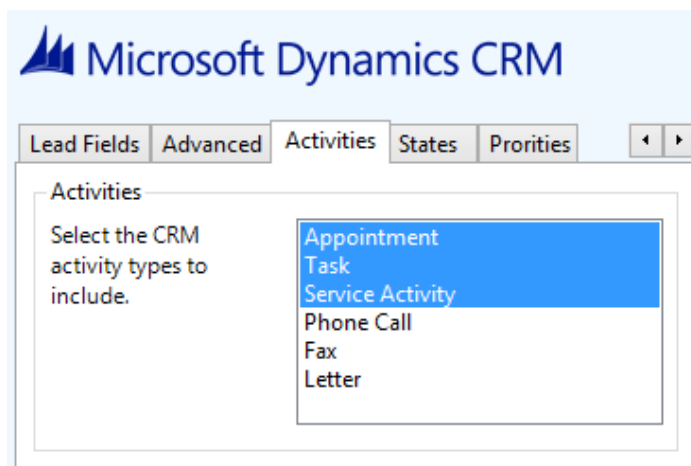 Microsoft Dynamics CRM
Lead Fields Advanced Activities States Prorities
Activities
Select the CRM
activity types to
include.
Appointment
Task
Service Activity
Phone Call
Fax
Letter